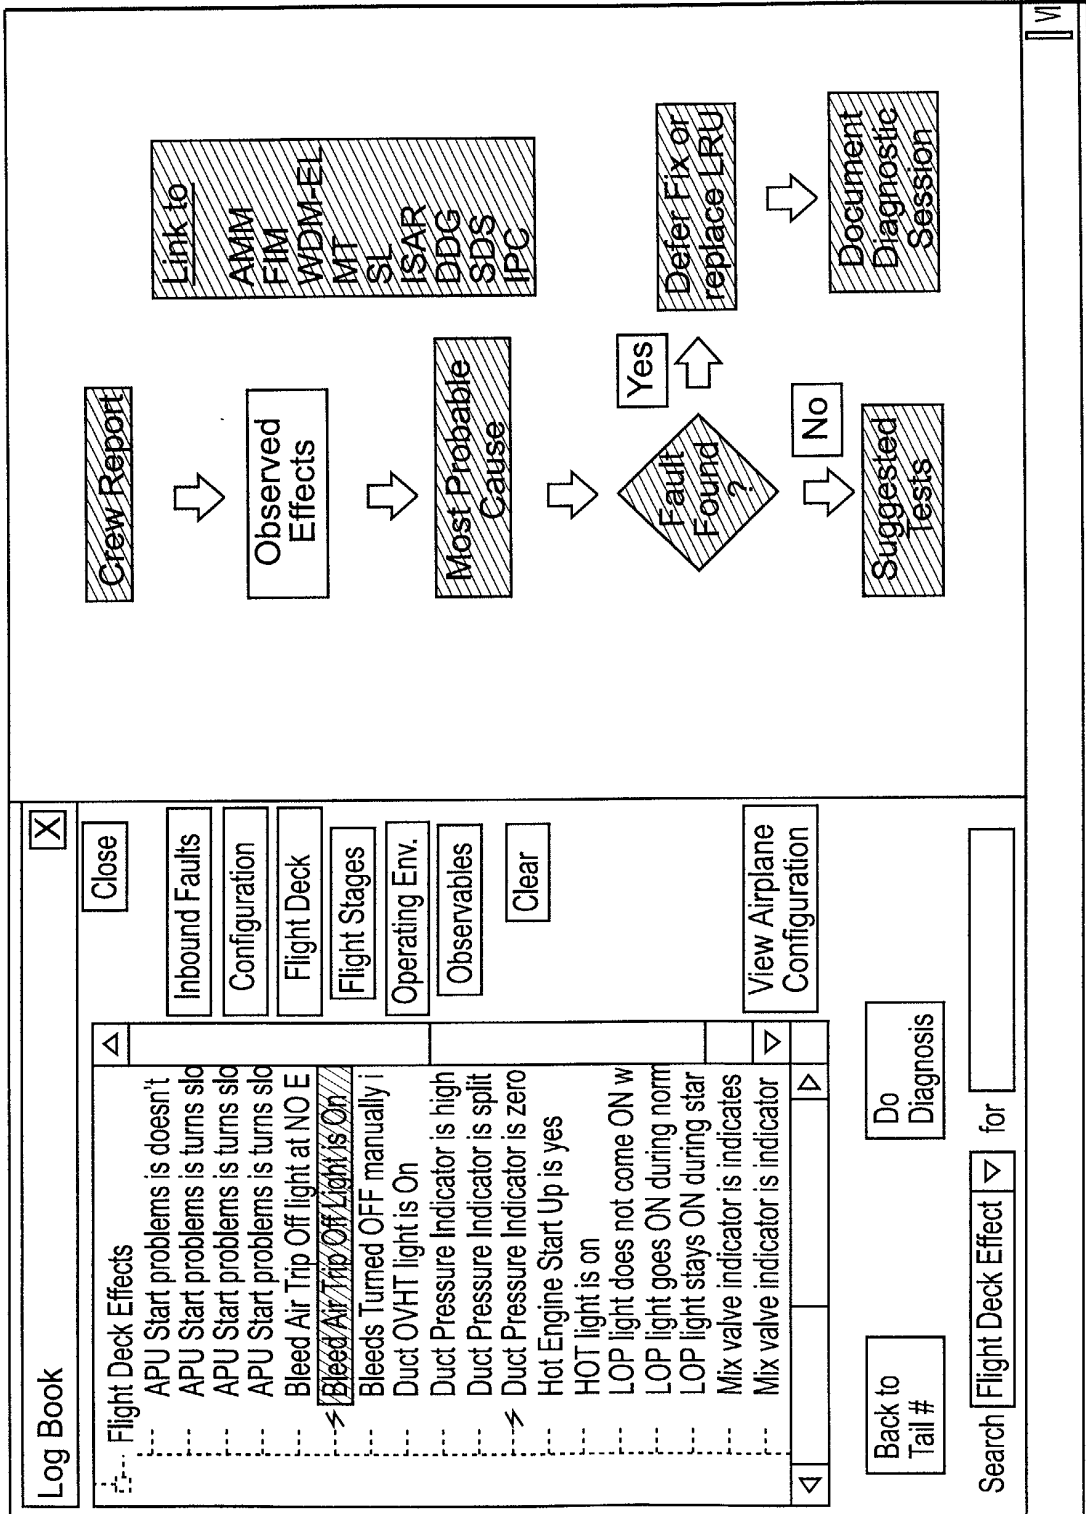 Log Book
X
Close
Flight Deck Effects
APU Start problems is doesn't
APU Start problems is turns slo
APU Start problems is turns slo
APU Start problems is turns slo
Bleed Air Trip Off light at NO E
Bleed Air Trip Off Light is On
Bleeds Turned OFF manually i
Duct OVHT light is On
Duct Pressure Indicator is high
Duct Pressure Indicator is split
Duct Pressure Indicator is zero
Hot Engine Start Up is yes
HOT light is on
LOP light does not come ON w
LOP light goes ON during norm
LOP light stays ON during star
Mix valve indicator is indicates
Mix valve indicator is indicator
Inbound Faults
Configuration
Flight Deck
Flight Stages
Operating Env.
Observables
Clear
View Airplane
Configuration
Back to
Tail #
Do
Diagnosis
Search Flight Deck Effect for
Crew Report
Observed
Effects
Most Probable
Cause
Fault
Found
?
Yes
No
Suggested
Tests
Defer Fix or
replace LRU
Document
Diagnostic
Session
Link to
AMM
FIM
WDM-EL
MT
SL
ISAR
DDG
SDS
IPC